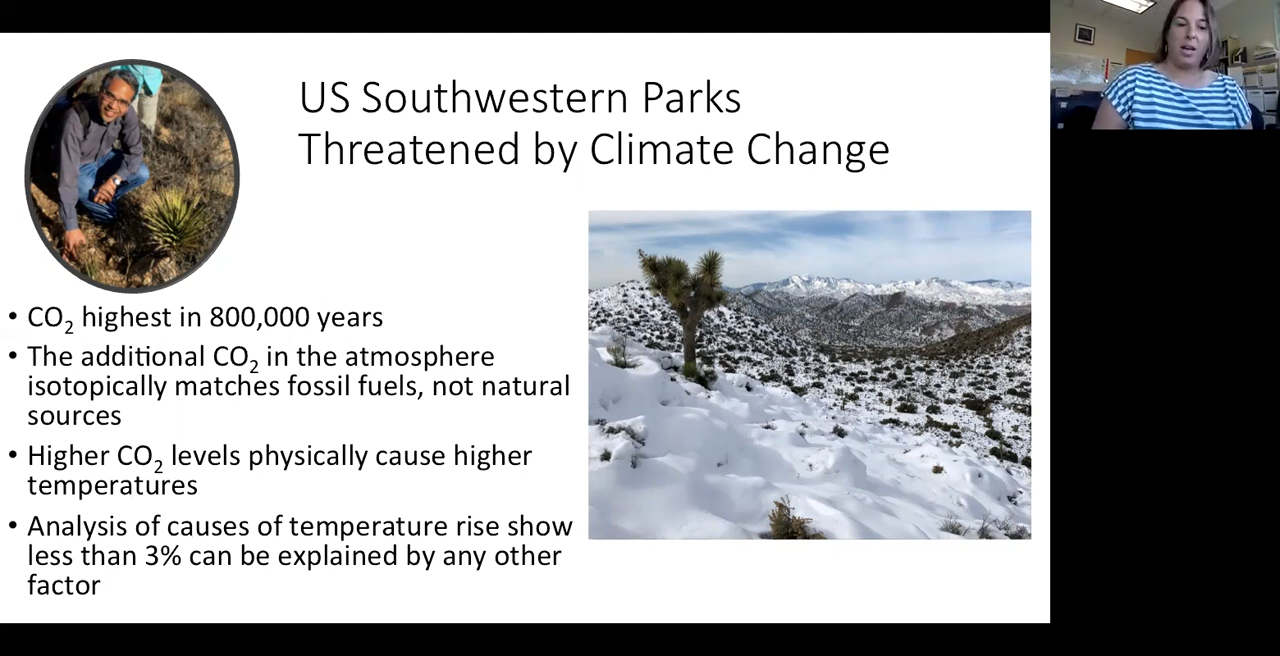 US Southwestern Parks
Threatened by Climate Change
• CO₂ highest in 800,000 years
• The additional CO₂ in the atmosphere
isotopically matches fossil fuels, not natural
sources
• Higher CO₂ levels physically cause higher
temperatures
• Analysis of causes of temperature rise show
less than 3% can be explained by any other
factor